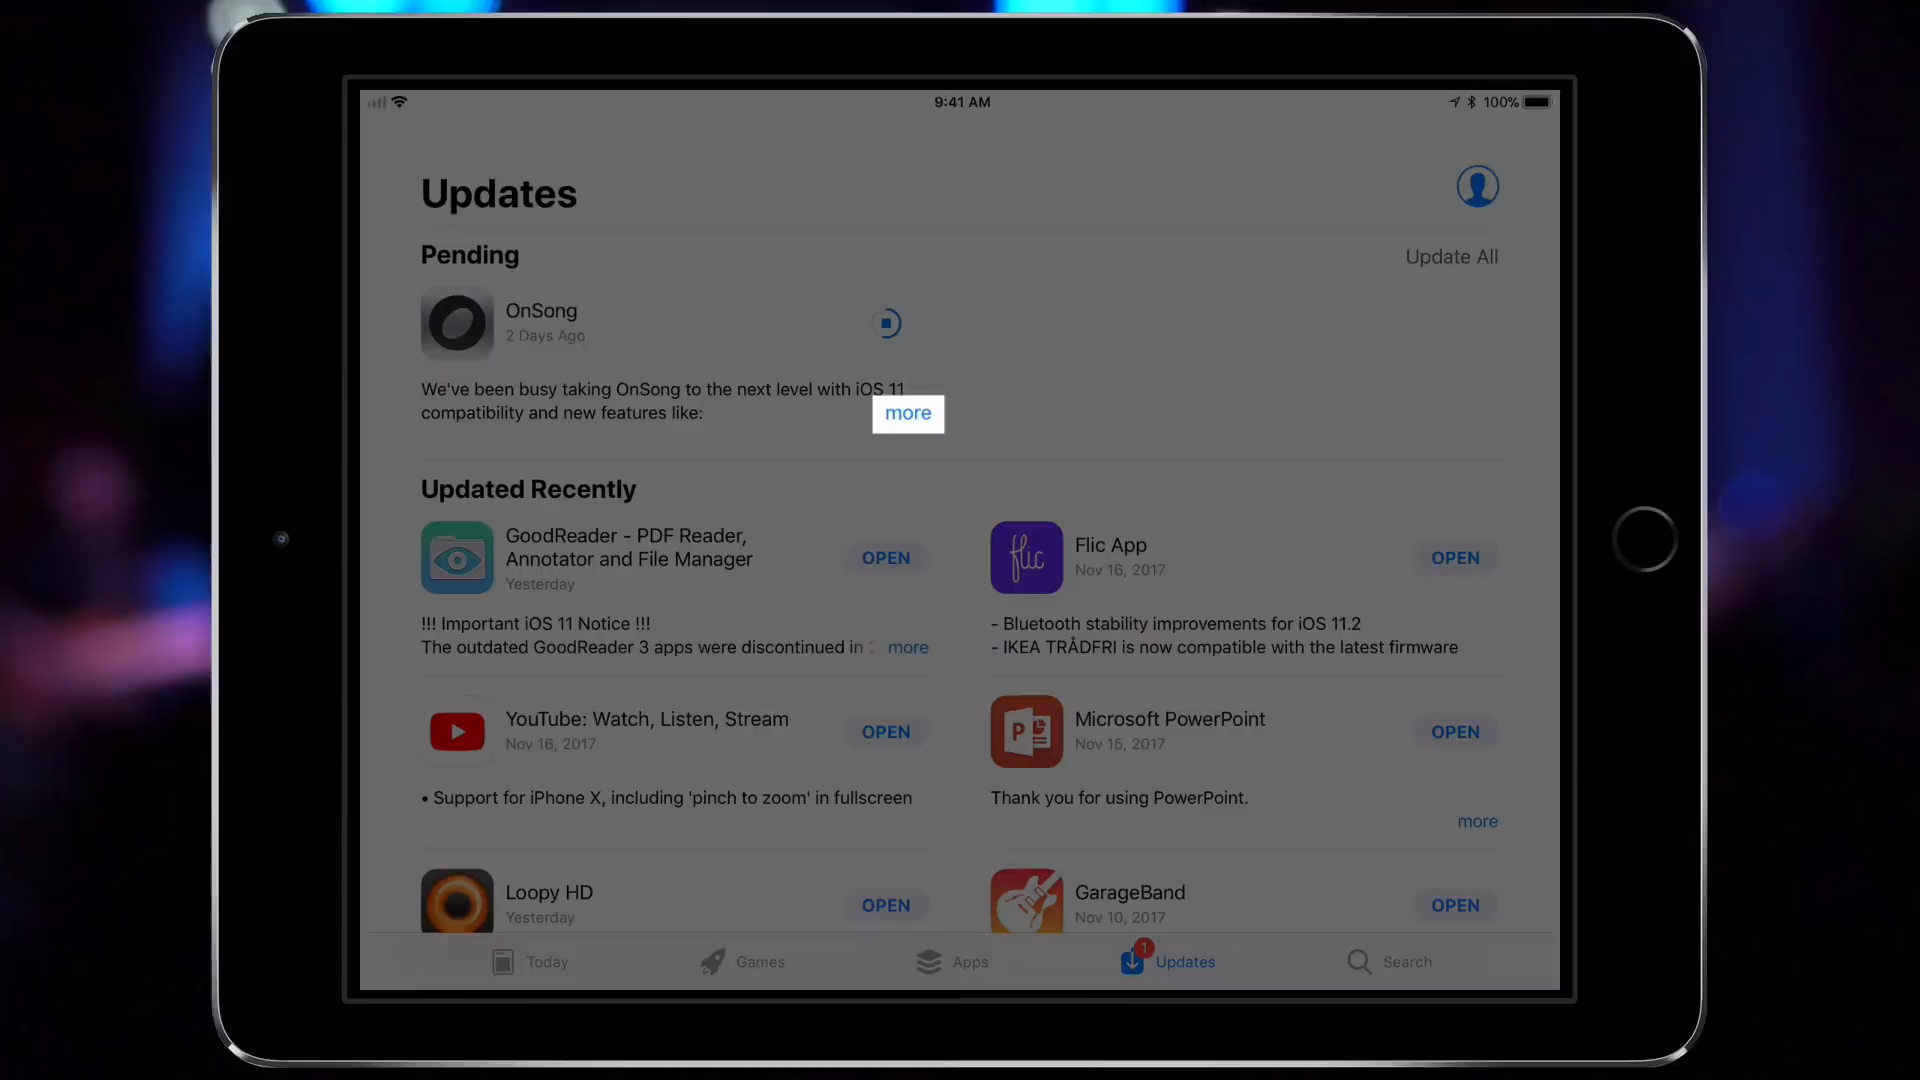 9:41 AM
100%
Updates
Pending
Update All
OnSong
2 Days Ago
We've been busy taking OnSong to the next level with iOS 11
compatibility and new features like:
more
Updated Recently
GoodReader - PDF Reader,
Annotator and File Manager
Yesterday
OPEN
!!! Important iOS 11 Notice !!!
The outdated GoodReader 3 apps were discontinued in
more
flic
Flic App
Nov 16, 2017
OPEN
- Bluetooth stability improvements for iOS 11.2
- IKEA TRÅDFRI is now compatible with the latest firmware
YouTube: Watch, Listen, Stream
Nov 16, 2017
OPEN
• Support for iPhone X, including 'pinch to zoom' in fullscreen
P
Microsoft PowerPoint
Nov 15, 2017
OPEN
Thank you for using PowerPoint.
more
Loopy HD
Yesterday
OPEN
GarageBand
Nov 10, 2017
OPEN
Today
Games
Apps
1
Updates
Search